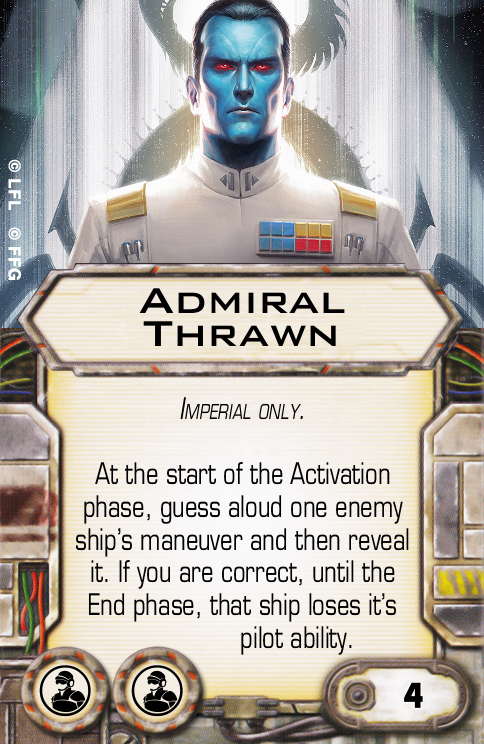 © LFL © FFG
ADMIRAL
THRAWN
IMPERIAL ONLY.
At the start of the Activation
phase, guess aloud one enemy
ship's maneuver and then reveal
it. If you are correct, until the
End phase, that ship loses it's
pilot ability.
4